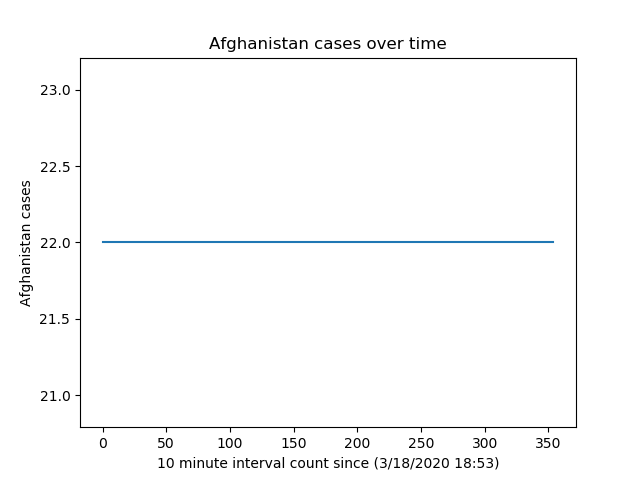 Afghanistan cases over time
Afghanistan cases
23.0
22.5
22.0
21.5
21.0
0 50 100 150 200 250 300 350
10 minute interval count since (3/18/2020 18:53)